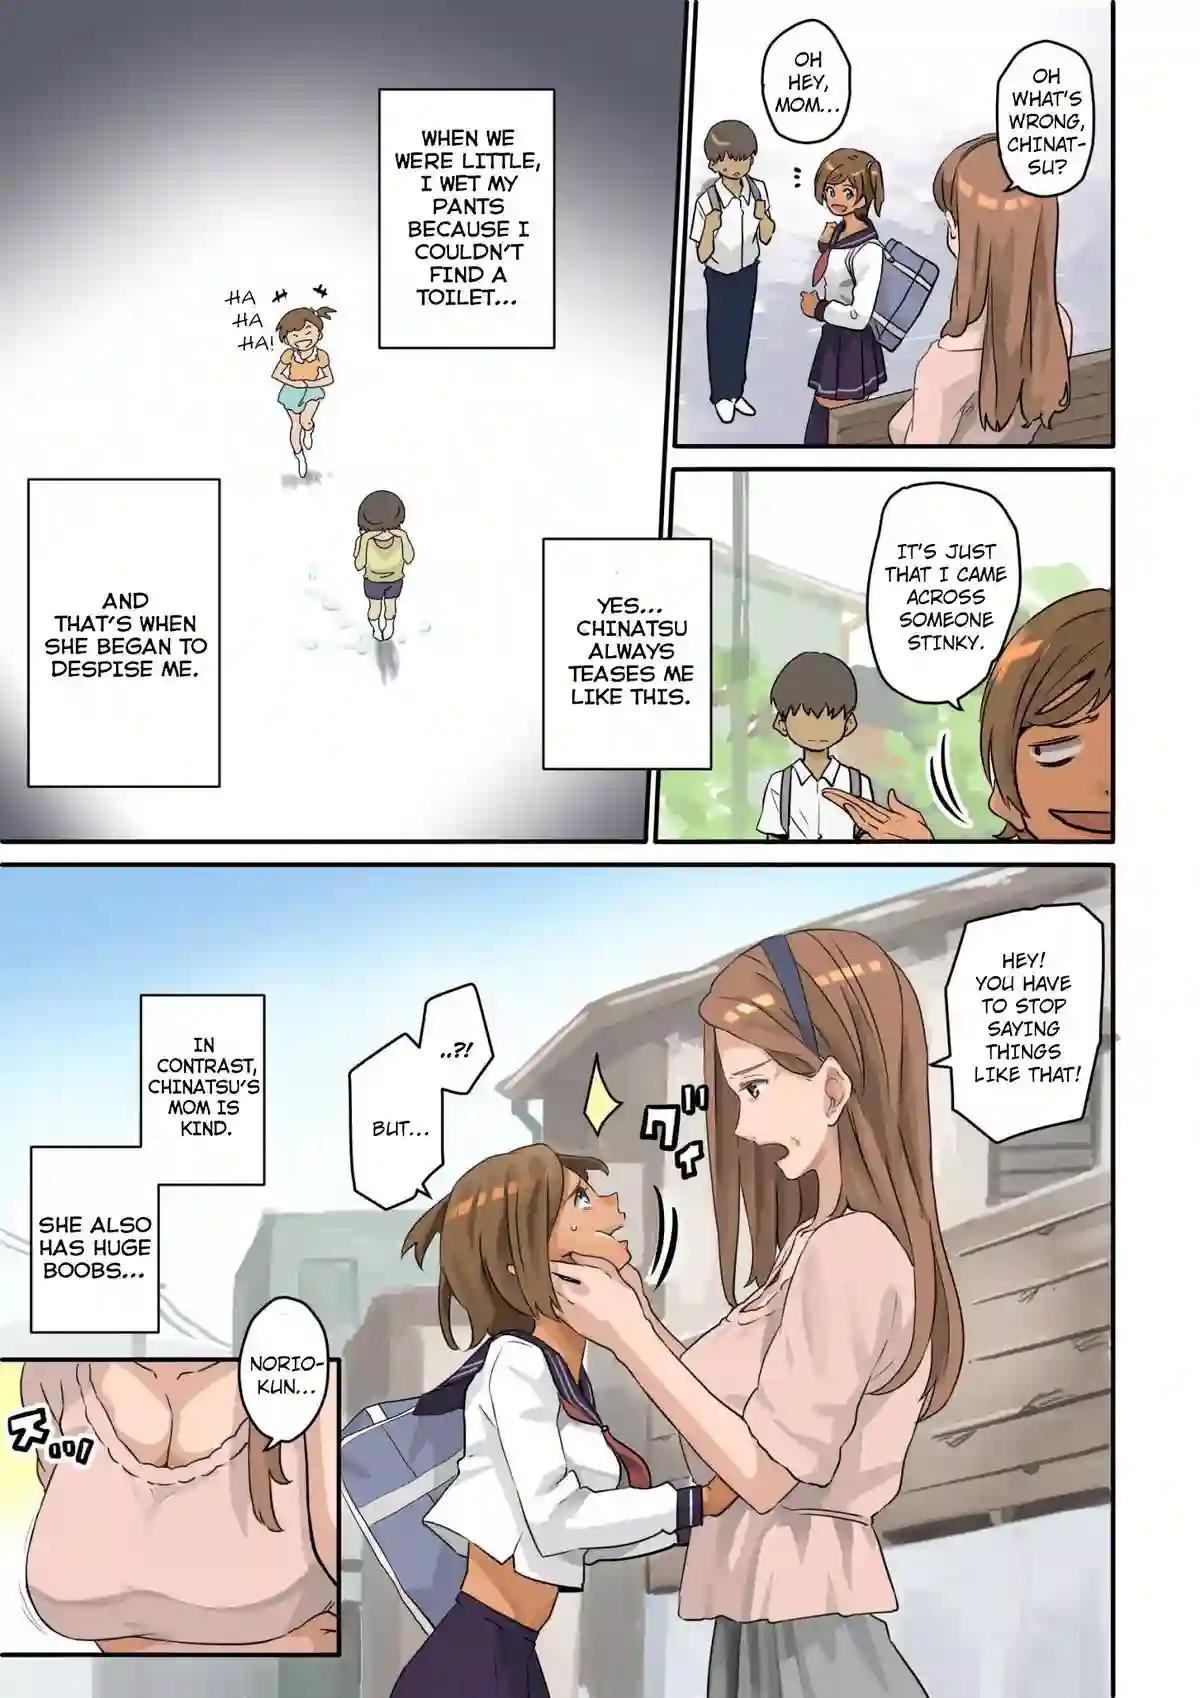 OH
WHAT'S
WRONG,
CHINAT-
SU?
OH
HEY,
MOM...
IT'S JUST
THAT I CAME
ACROSS
SOMEONE
STINKY.
YES...
CHINATSU
ALWAYS
TEASES ME
LIKE THIS.
WHEN WE
WERE LITTLE,
I WET MY
PANTS
BECAUSE I
COULDN'T
FIND A
TOILET...
HA
HA
HA!
AND
THAT'S WHEN
SHE BEGAN TO
DESPISE ME.
HEY!
YOU HAVE
TO STOP
SAYING
THINGS
LIKE THAT!
グイ
..?!
BUT...
IN
CONTRAST,
CHINATSU'S
MOM IS
KIND.
SHE ALSO
HAS HUGE
BOOBS...
NORIO-
KUN...